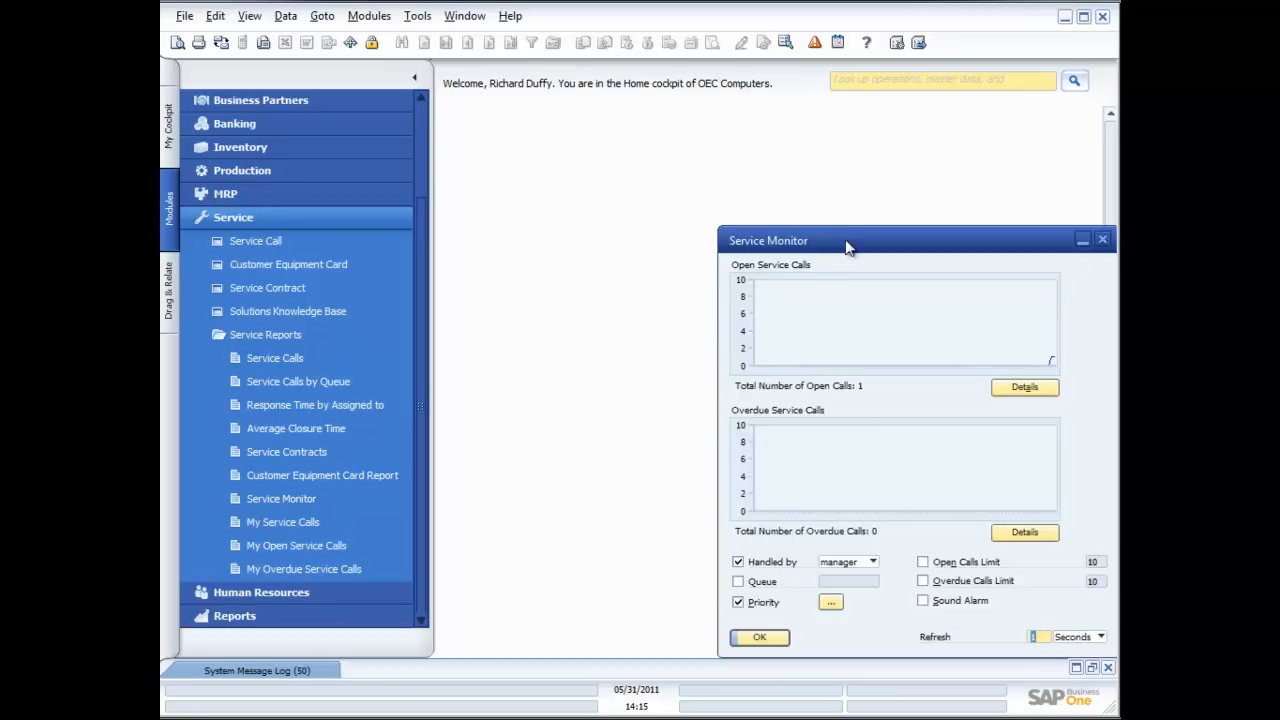 File Edit View Data Goto Modules Tools Window Help
Welcome, Richard Duffy. You are in the Home cockpit of OEC Computers.
Look up operations, master data, and
My Cockpit
Modules
Drag & Relate
Business Partners
Banking
Inventory
Production
MRP
Service
Service Call
Customer Equipment Card
Service Contract
Solutions Knowledge Base
Service Reports
Service Calls
Service Calls by Queue
Response Time by Assigned to
Average Closure Time
Service Contracts
Customer Equipment Card Report
Service Monitor
My Service Calls
My Open Service Calls
My Overdue Service Calls
Human Resources
Reports
Service Monitor
Open Service Calls
10
8
6
4
2
0
Total Number of Open Calls: 1 Details
Overdue Service Calls
10
8
6
4
2
0
Total Number of Overdue Calls: 0 Details
Handled by manager Open Calls Limit 10
Queue Overdue Calls Limit 10
Priority ... Sound Alarm
OK Refresh 1 Seconds
System Message Log (50)
05/31/2011
14:15
SAP Business One